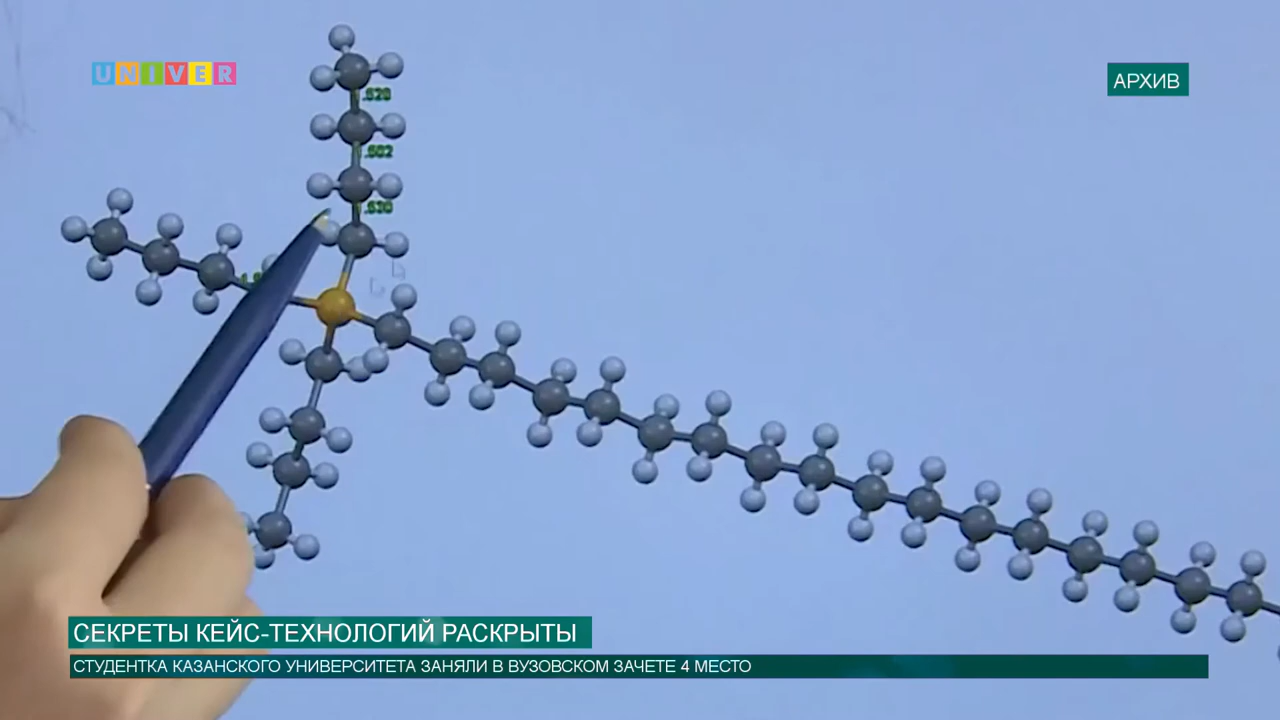 UNIVER
АРХИВ
.520
.502
.530
СЕКРЕТЫ КЕЙС-ТЕХНОЛОГИЙ РАСКРЫТЫ
СТУДЕНТКА КАЗАНСКОГО УНИВЕРСИТЕТА ЗАНЯЛИ В ВУЗОВСКОМ ЗАЧЕТЕ 4 МЕСТО